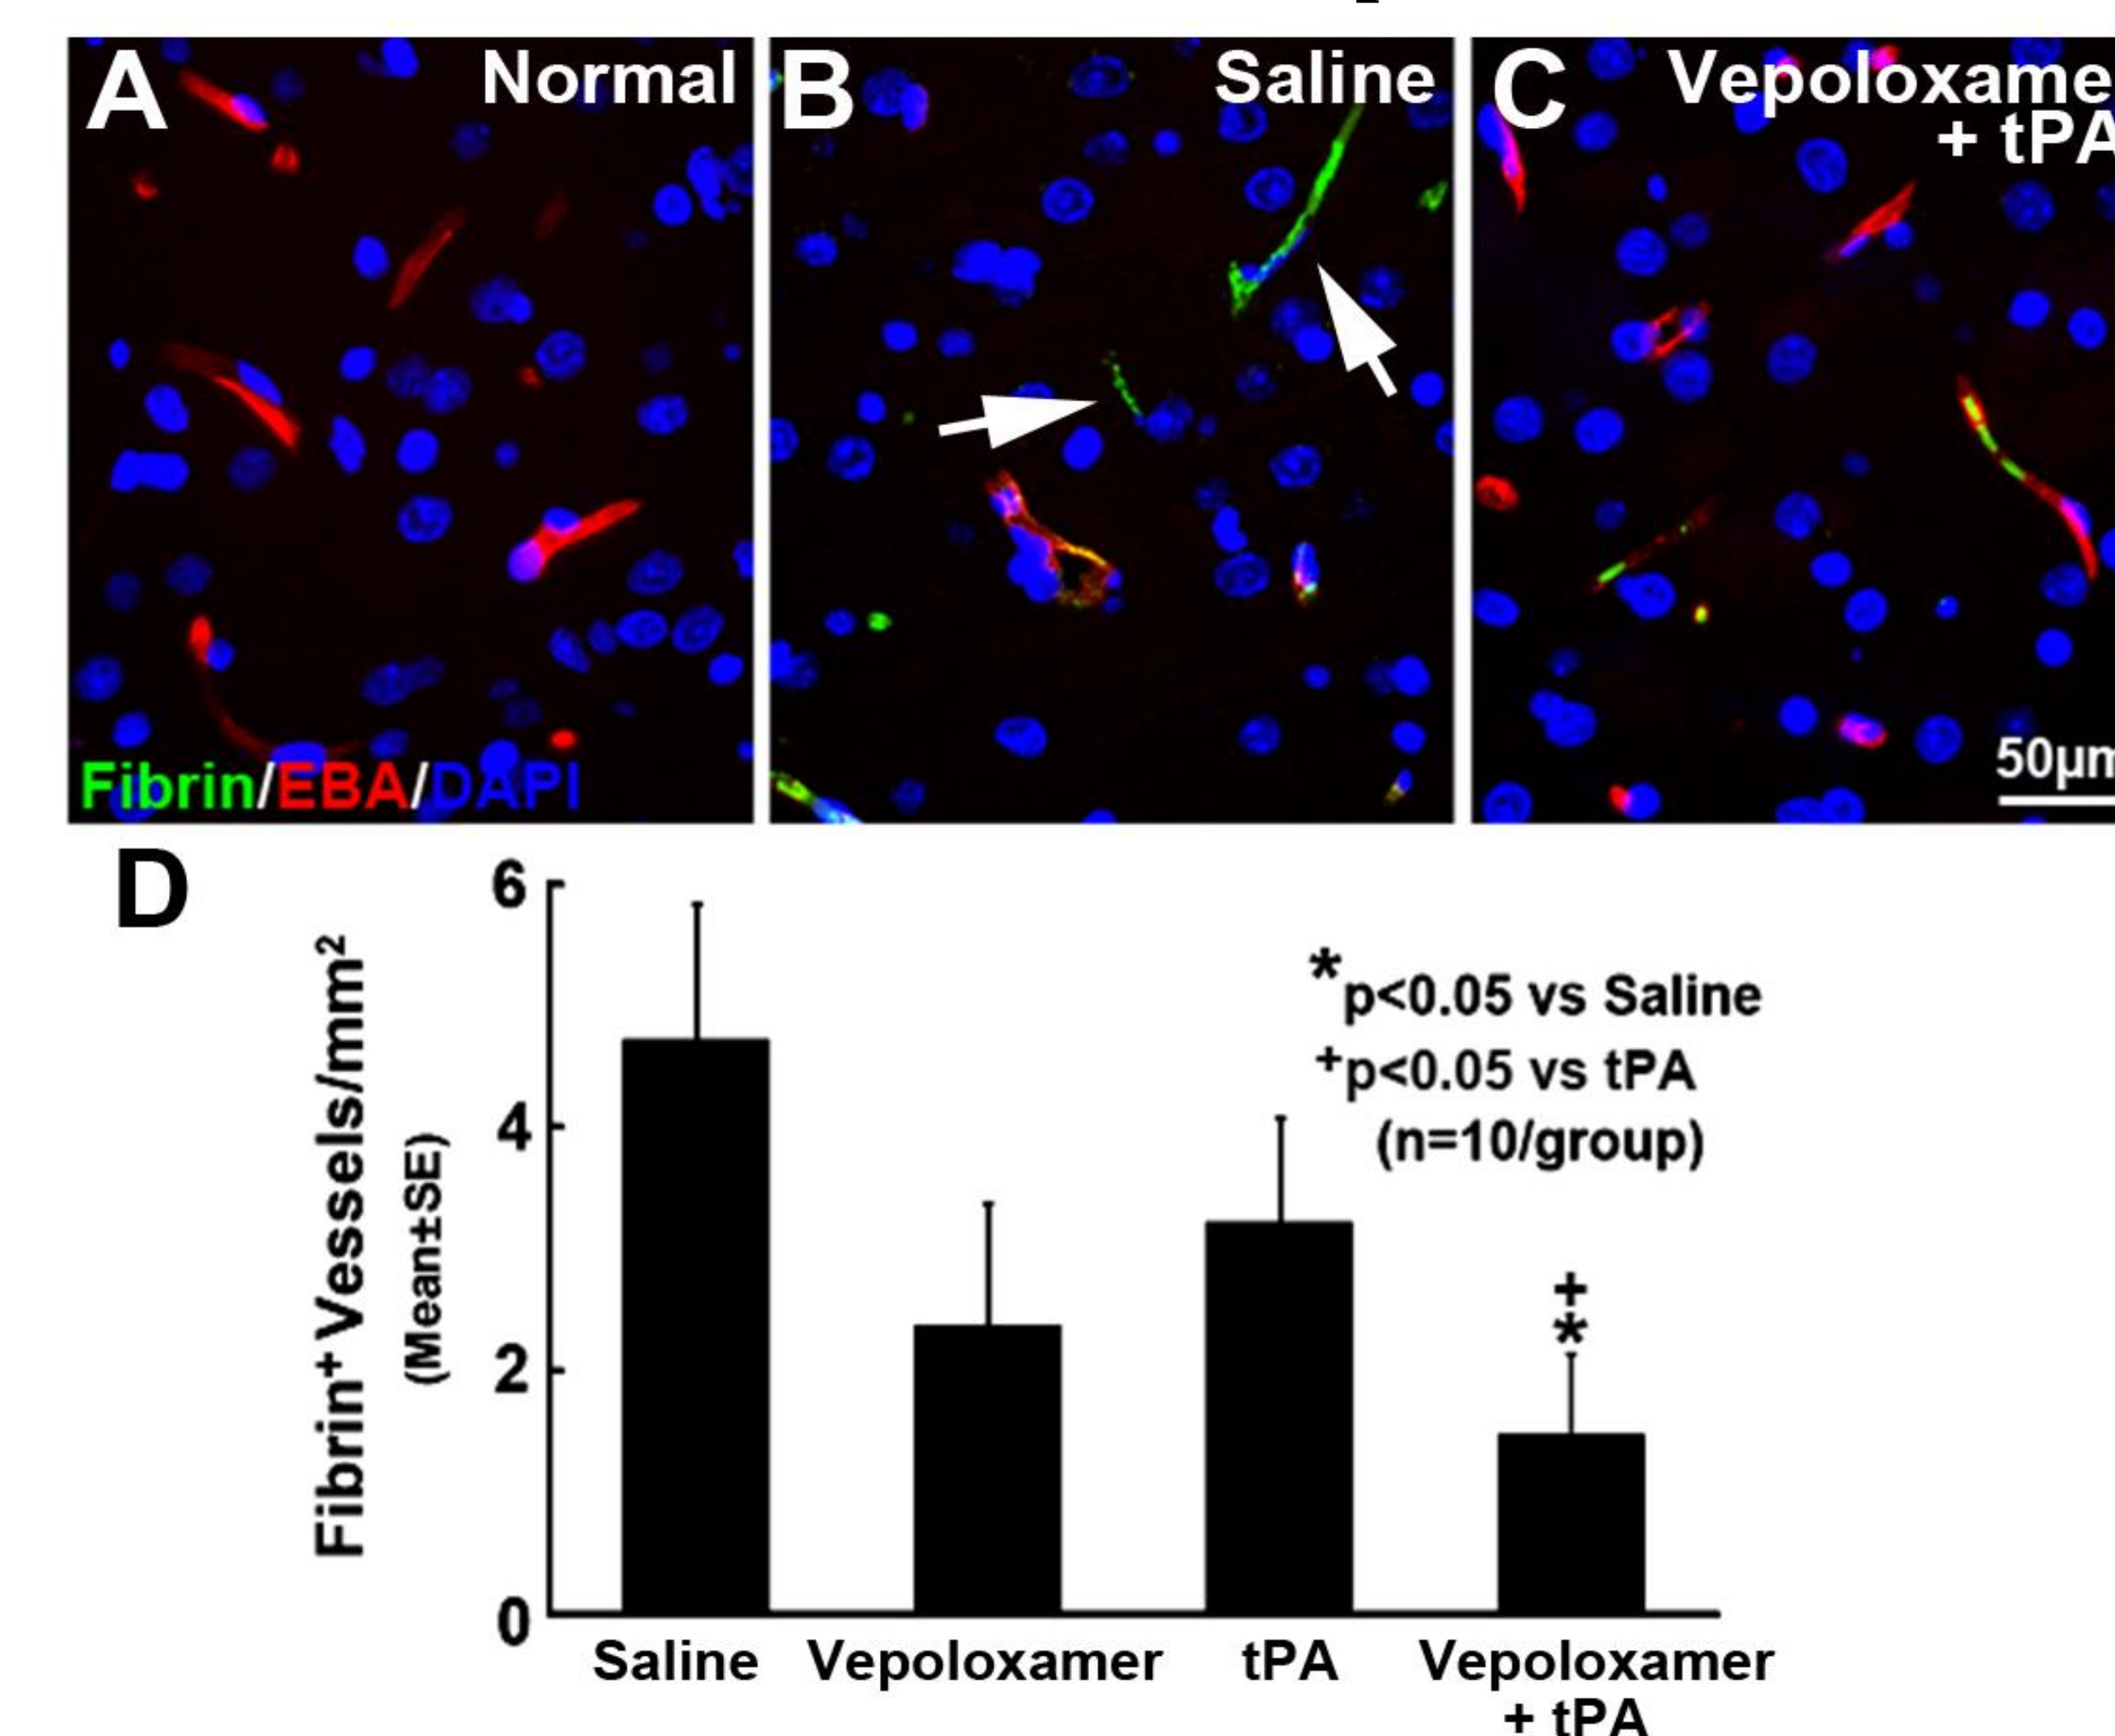 A
Normal
Fibrin/EBA/DAPI
B
Saline
C
Vepoloxame
+ tPA
50µm
D
Fibrin⁺ Vessels/mm²
(Mean±SE)
6
4
2
0
*p<0.05 vs Saline
⁺p<0.05 vs tPA
(n=10/group)
+
*
Saline
Vepoloxamer
tPA
Vepoloxamer
+ tPA